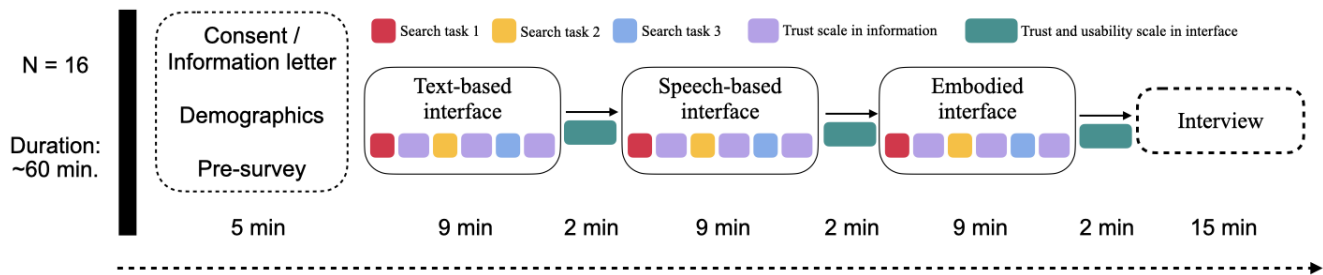 N = 16
Duration:
~60 min.
Consent /
Information letter
Demographics
Pre-survey
Search task 1
Search task 2
Search task 3
Trust scale in information
Trust and usability scale in interface
Text-based
interface
Speech-based
interface
Embodied
interface
Interview
5 min
9 min
2 min
9 min
2 min
9 min
2 min
15 min